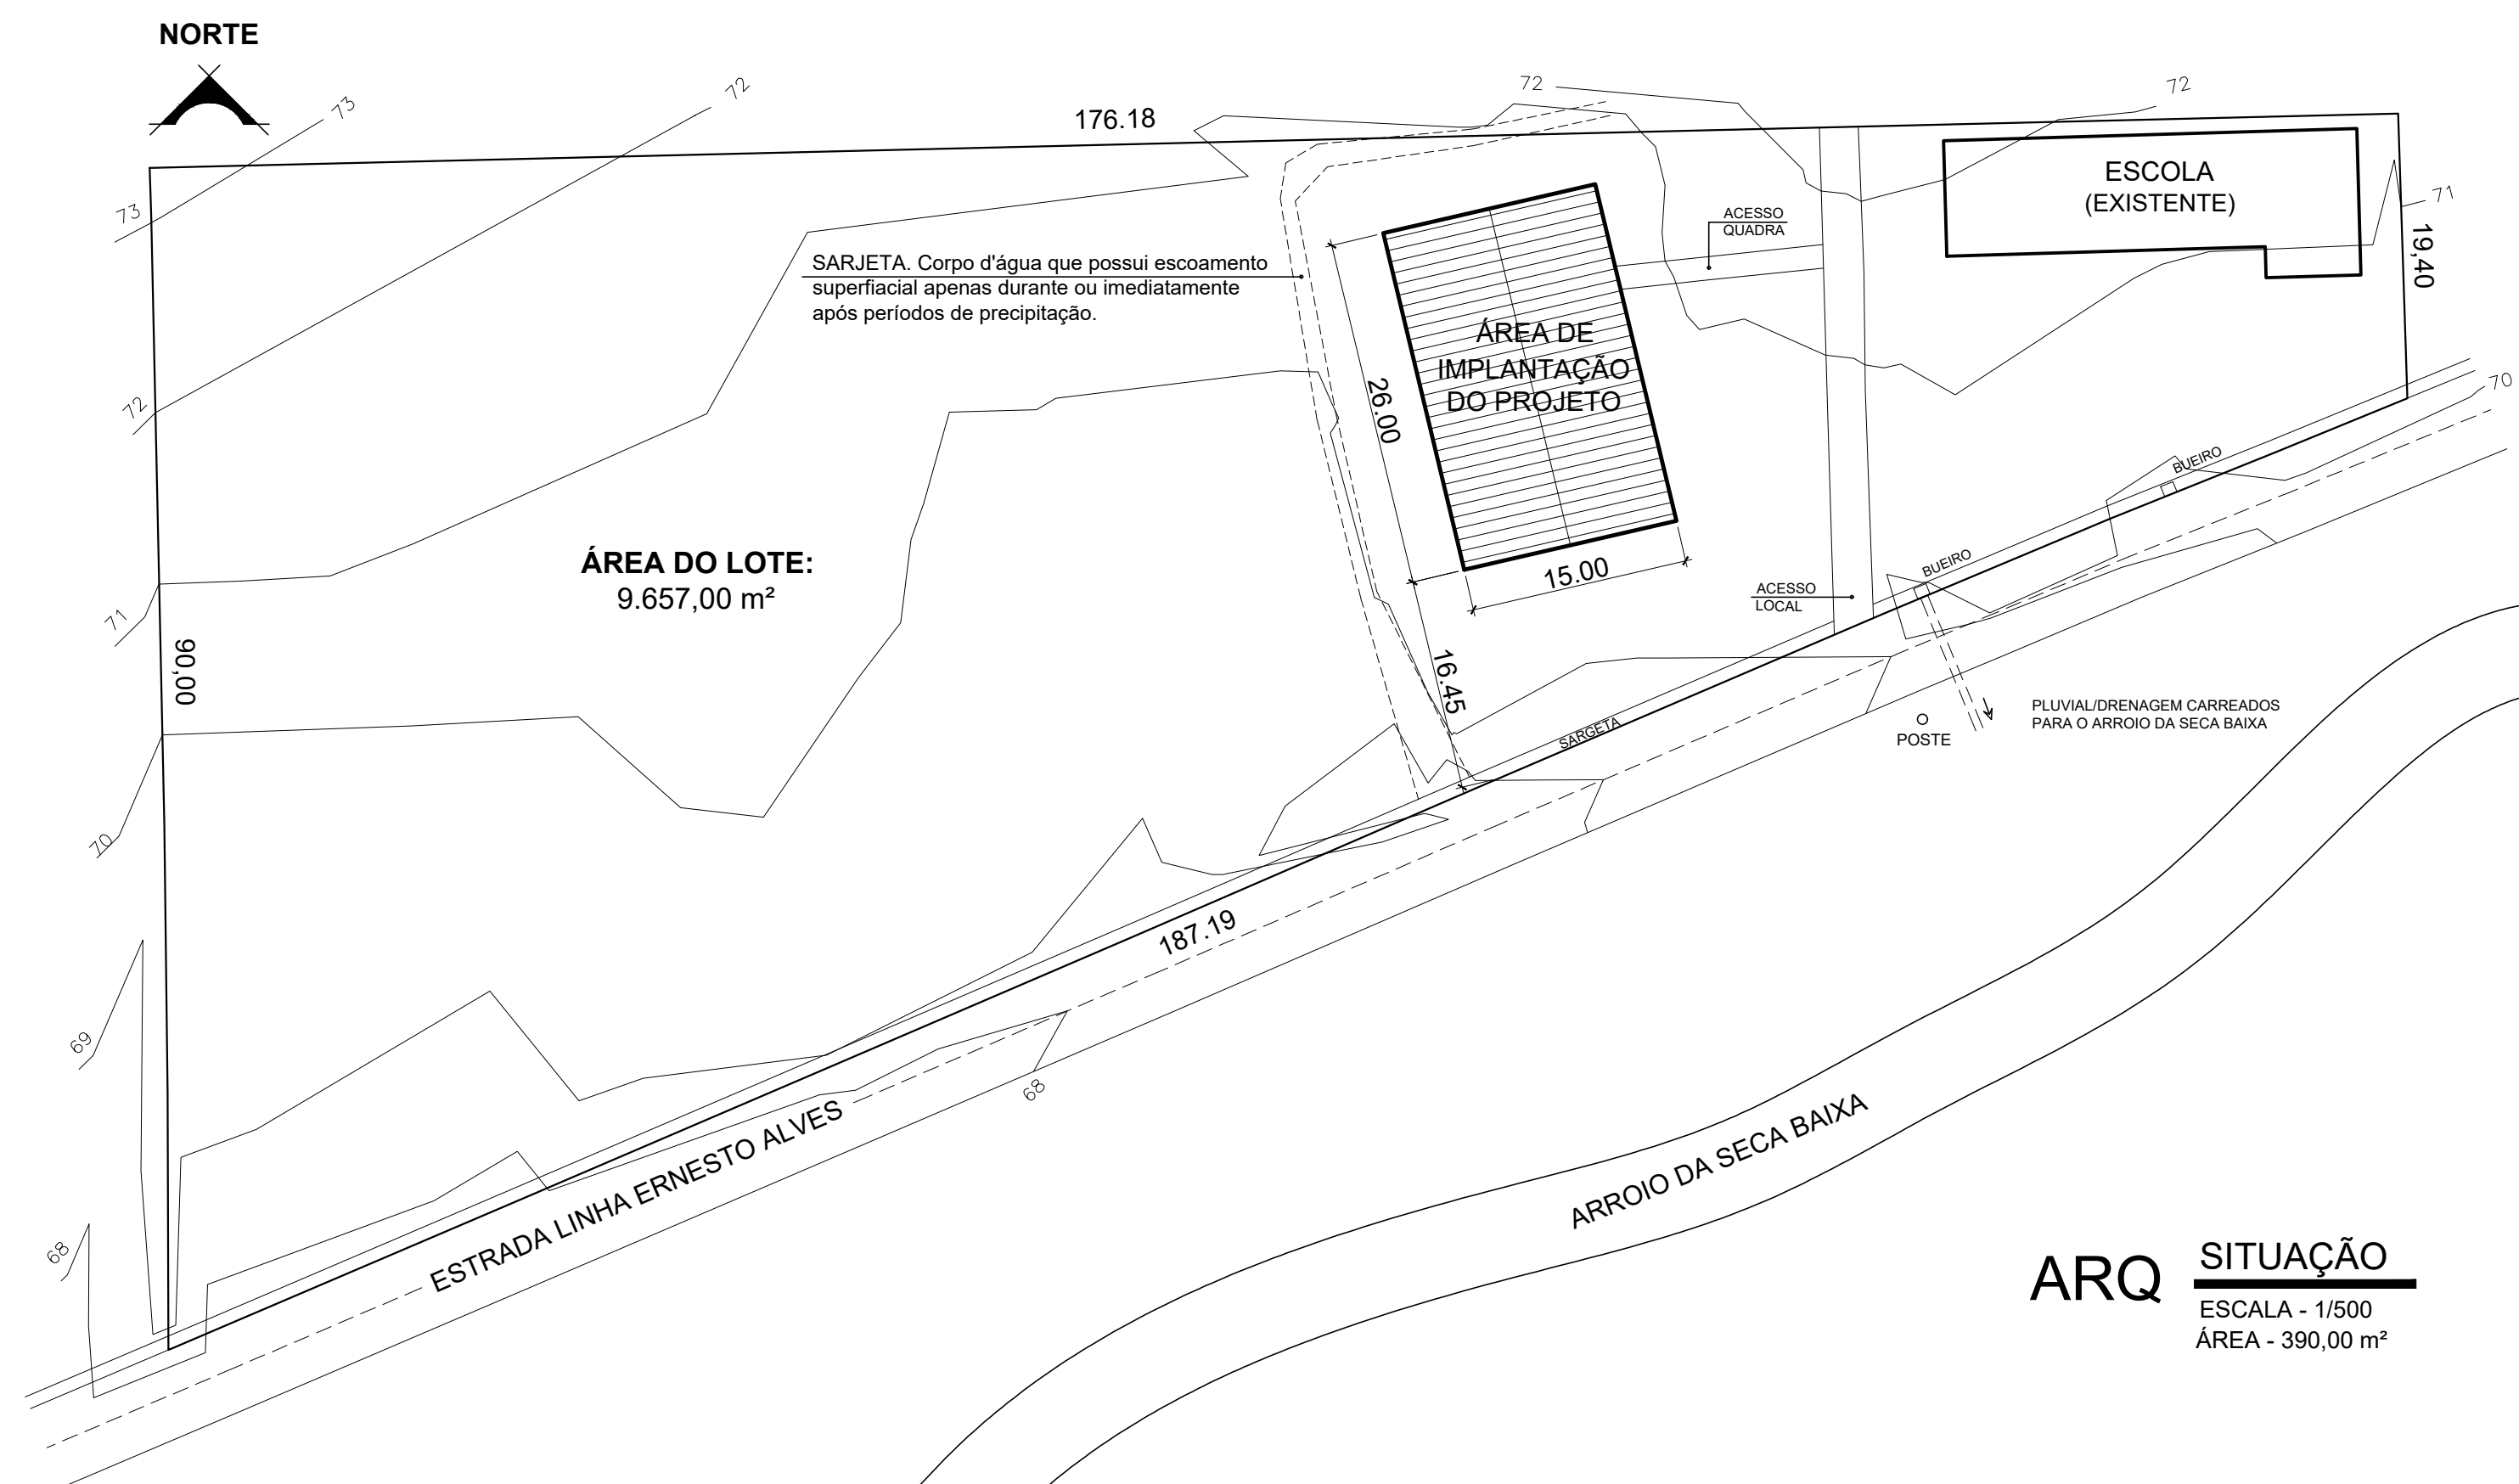 NORTE
73
72
176.18
72
72
73
ESCOLA
(EXISTENTE)
71
19,40
ACESSO
QUADRA
SARJETA. Corpo d'água que possui escoamento
superfiacial apenas durante ou imediatamente
após períodos de precipitação.
ÁREA DE
IMPLANTAÇÃO
DO PROJETO
26.00
72
70
BUEIRO
ÁREA DO LOTE:
9.657,00 m²
15.00
BUEIRO
ACESSO
LOCAL
71
90,00
16.45
SARGETA
POSTE
PLUVIAL/DRENAGEM CARREADOS
PARA O ARROIO DA SECA BAIXA
70
187.19
69
68
ESTRADA LINHA ERNESTO ALVES
ARROIO DA SECA BAIXA
68
ARQ
SITUAÇÃO
ESCALA - 1/500
ÁREA - 390,00 m²